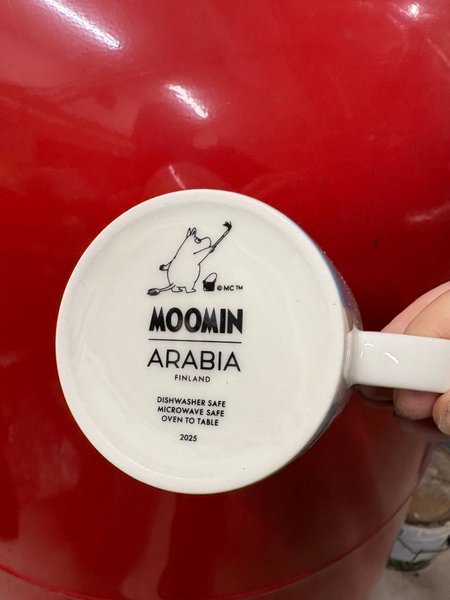 © MC™
MOOMIN
ARABIA
FINLAND
DISHWASHER SAFE
MICROWAVE SAFE
OVEN TO TABLE
2025